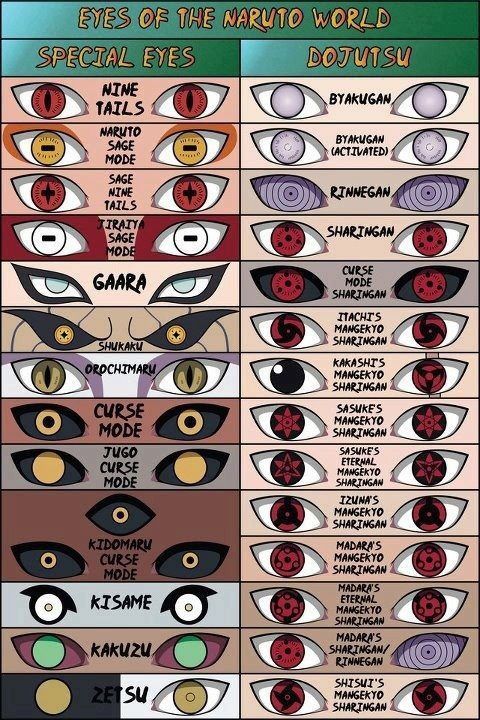 EYES OF THE NARUTO WORLD
SPECIAL EYES
NINE
TAILS
NARUTO
SAGE
MODE
SAGE
NINE
TAILS
JIRAIYA
SAGE
MODE
GAARA
SHUKAKU
OROCHIMARU
CURSE
MODE
JUGO
CURSE
MODE
KIDOMARU
CURSE
MODE
KISAME
KAKUZU
ZETSU
DOJUTSU
BYAKUGAN
BYAKUGAN
(ACTIVATED)
RINNEGAN
SHARINGAN
CURSE
MODE
SHARINGAN
ITACHI'S
MANGEKYO
SHARINGAN
KAKASHI'S
MANGEKYO
SHARINGAN
SASUKE'S
MANGEKYO
SHARINGAN
SASUKE'S
ETERNAL
MANGEKYO
SHARINGAN
IZUNA'S
MANGEKYO
SHARINGAN
MADARA'S
MANGEKYO
SHARINGAN
MADARA'S
ETERNAL
MANGEKYO
SHARINGAN
MADARA'S
SHARINGAN/
RINNEGAN
SHISUI'S
MANGEKYO
SHARINGAN